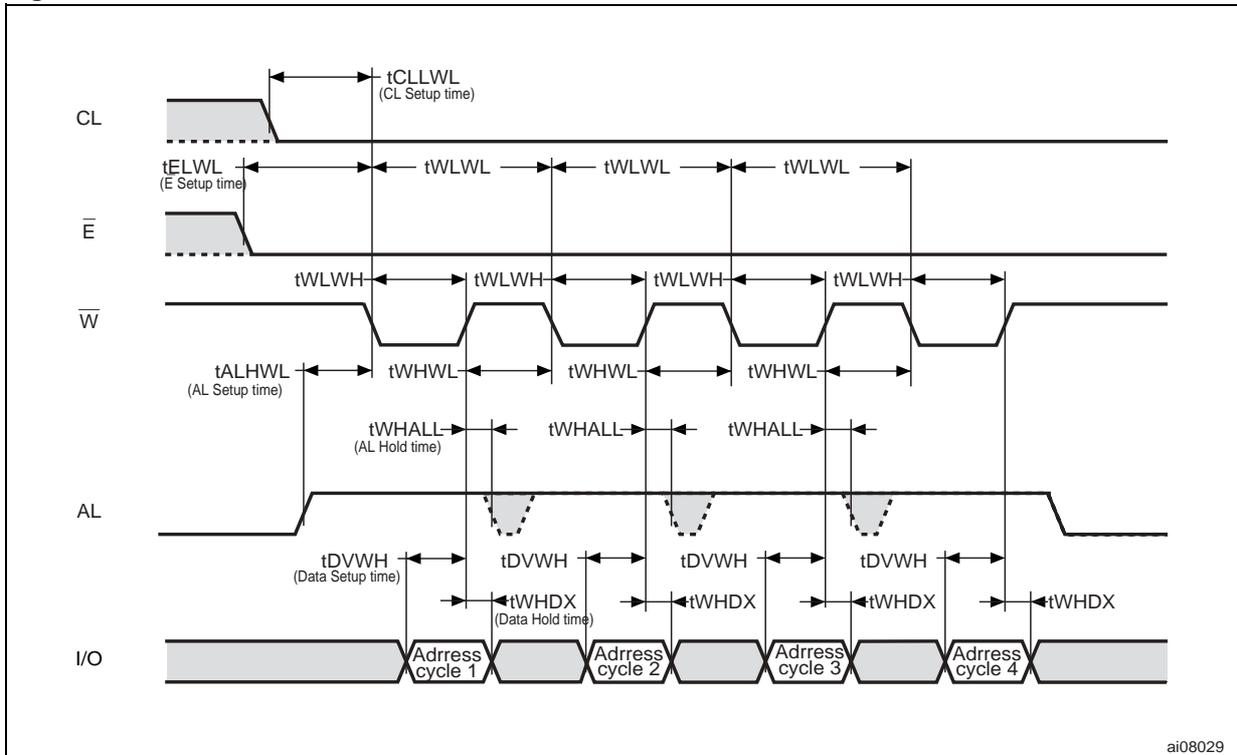 tCLLWL
(CL Setup time)
CL
tELWL
(E Setup time)
tWLWL
tWLWL
tWLWL
E
tWLWH
tWLWH
tWLWH
tWLWH
W
tALHWL
(AL Setup time)
tWHWL
tWHWL
tWHWL
tWHALL
(AL Hold time)
tWHALL
tWHALL
AL
tDVWH
(Data Setup time)
tDVWH
tDVWH
tDVWH
tWHDX
(Data Hold time)
tWHDX
tWHDX
tWHDX
I/O
Adrress
cycle 1
Adrress
cycle 2
Adrress
cycle 3
Adrress
cycle 4
ai08029